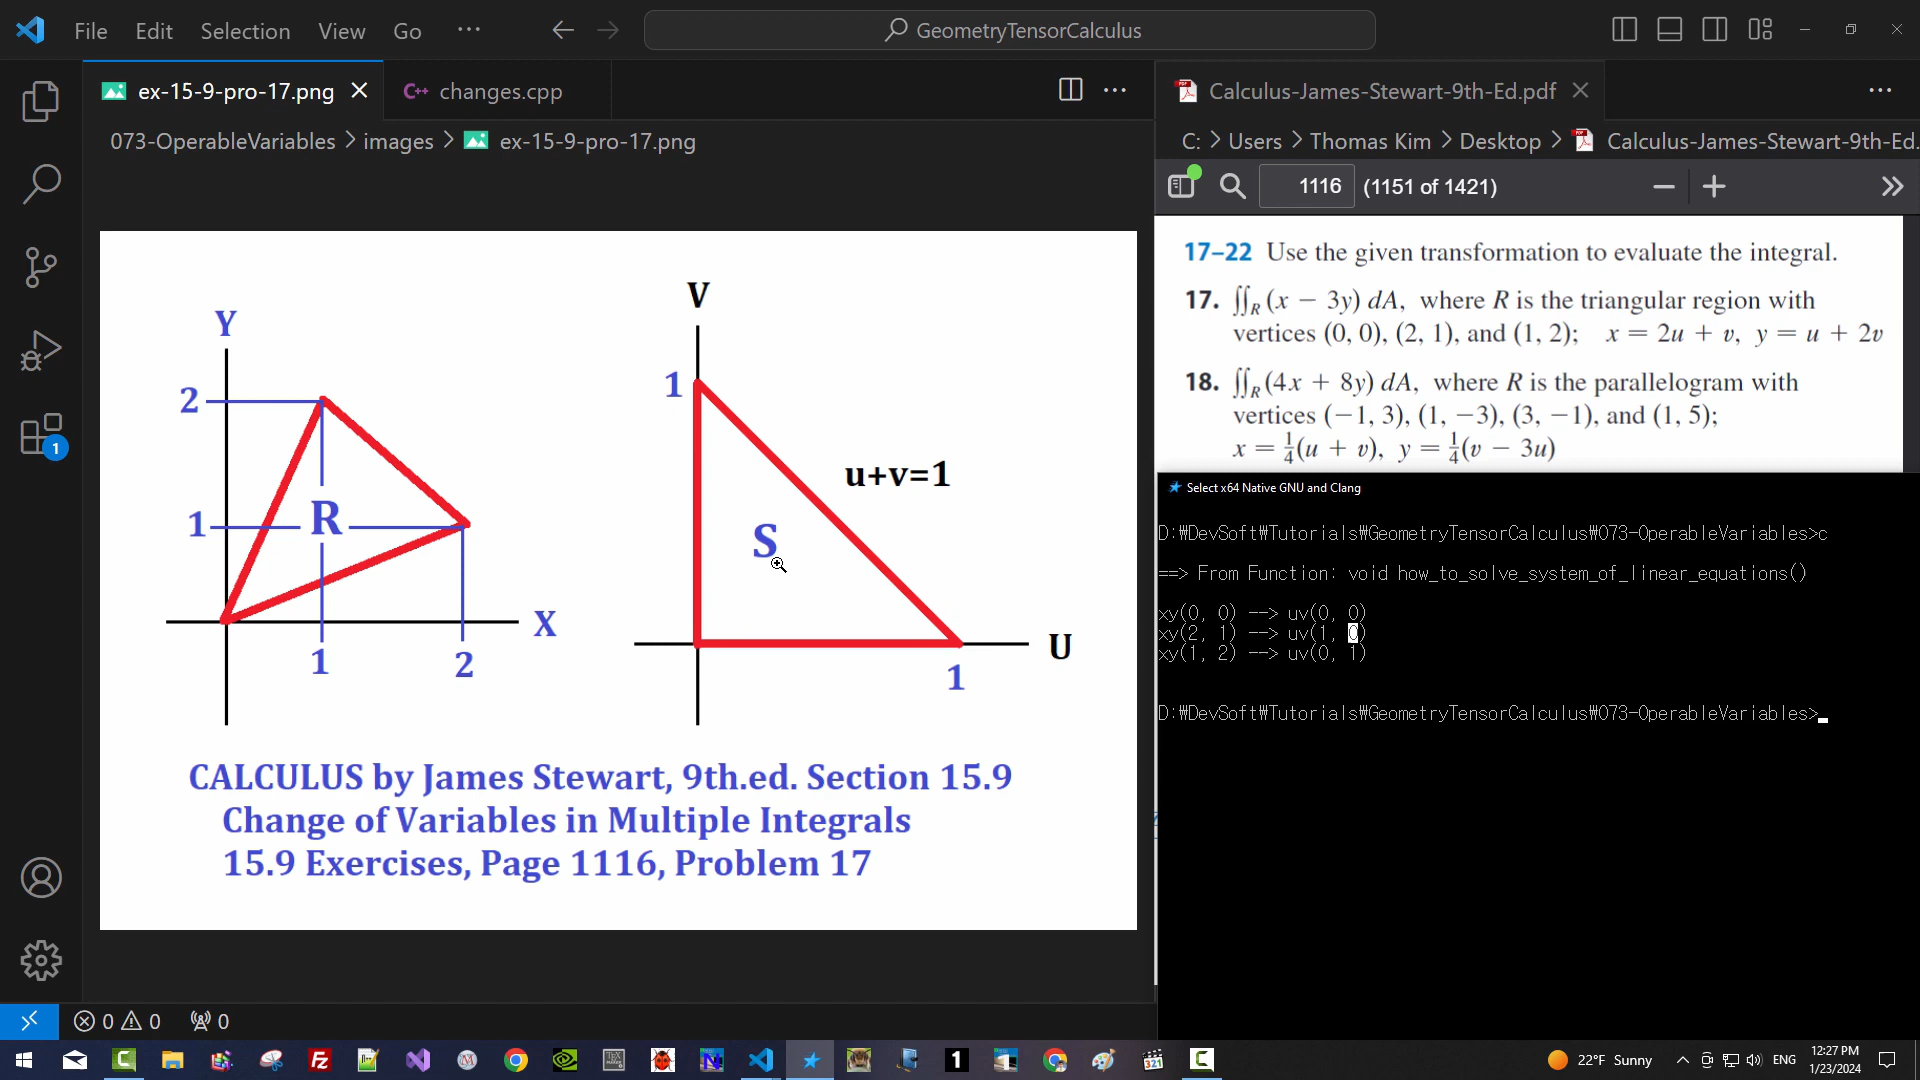 File Edit Selection View Go ···
GeometryTensorCalculus
ex-15-9-pro-17.png
C++ changes.cpp
073-OperableVariables > images > ex-15-9-pro-17.png
Y
2
1
R
1
2
X
V
1
u+v=1
S
U
1
CALCULUS by James Stewart, 9th.ed. Section 15.9
Change of Variables in Multiple Integrals
15.9 Exercises, Page 1116, Problem 17
Calculus-James-Stewart-9th-Ed.pdf
C: > Users > Thomas Kim > Desktop > Calculus-James-Stewart-9th-Ed.
1116 (1151 of 1421)
17–22 Use the given transformation to evaluate the integral.
17. ∬R (x − 3y) dA, where R is the triangular region with
vertices (0, 0), (2, 1), and (1, 2); x = 2u + v, y = u + 2v
18. ∬R (4x + 8y) dA, where R is the parallelogram with
vertices (−1, 3), (1, −3), (3, −1), and (1, 5);
x = 1/4(u + v), y = 1/4(v − 3u)
Select x64 Native GNU and Clang
D:₩DevSoft₩Tutorials₩GeometryTensorCalculus₩073-OperableVariables>c
==> From Function: void how_to_solve_system_of_linear_equations()
xy(0, 0) --> uv(0, 0)
xy(2, 1) --> uv(1, 0)
xy(1, 2) --> uv(0, 1)
D:₩DevSoft₩Tutorials₩GeometryTensorCalculus₩073-OperableVariables>
1
0 0 0
22°F Sunny
ENG
12:27 PM
1/23/2024